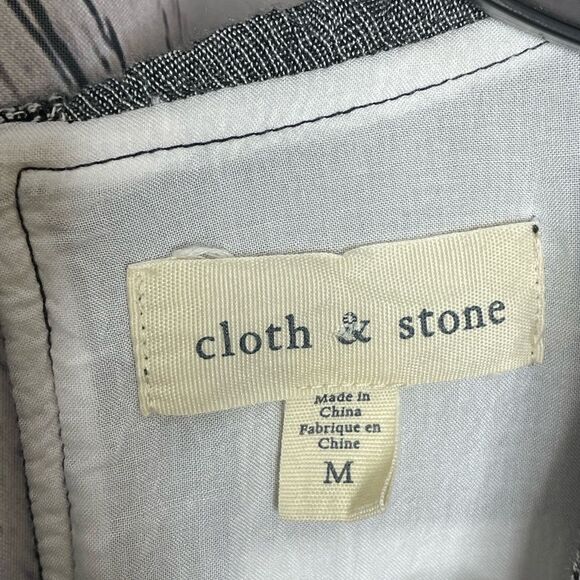 cloth & stone
Made in
China
Fabrique en
Chine
M